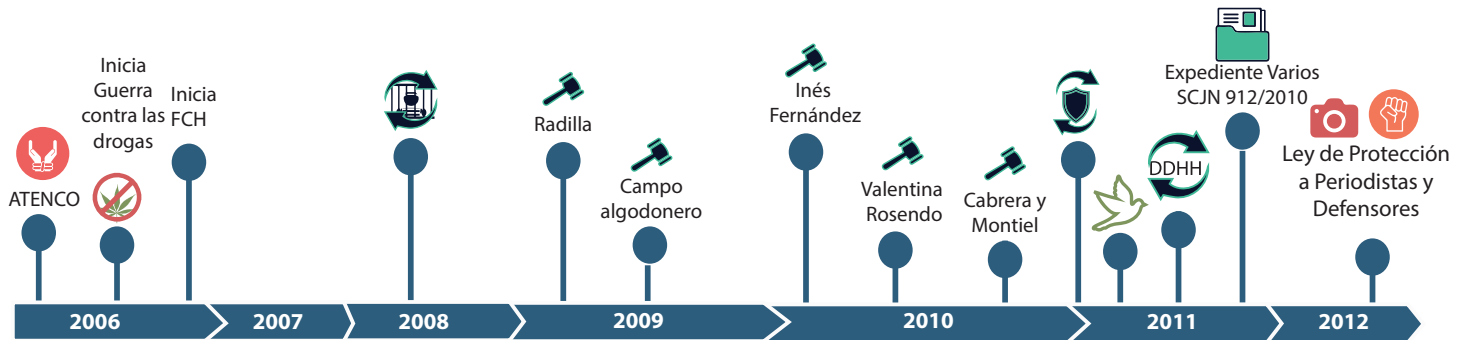 ATENCO
Inicia
Guerra
contra las
drogas
Inicia
FCH
Radilla
Campo
algodonero
Inés
Fernández
Valentina
Rosendo
Cabrera y
Montiel
DDHH
Expediente Varios
SCJN 912/2010
Ley de Protección
a Periodistas y
Defensores
2006
2007
2008
2009
2010
2011
2012